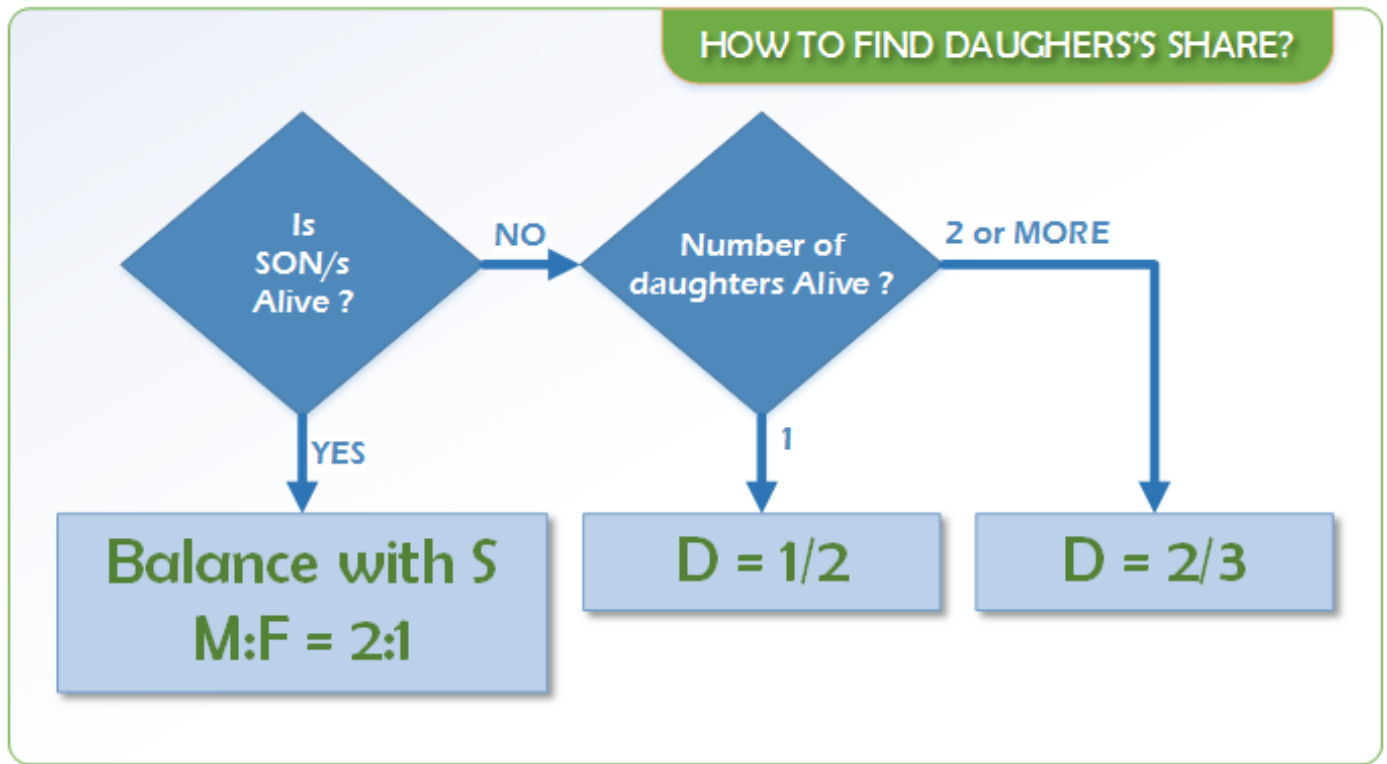 HOW TO FIND DAUGHERS'S SHARE?
Is
SON/s
Alive ?
NO
Number of
daughters Alive ?
2 or MORE
YES
1
Balance with S
M:F = 2:1
D = 1/2
D = 2/3